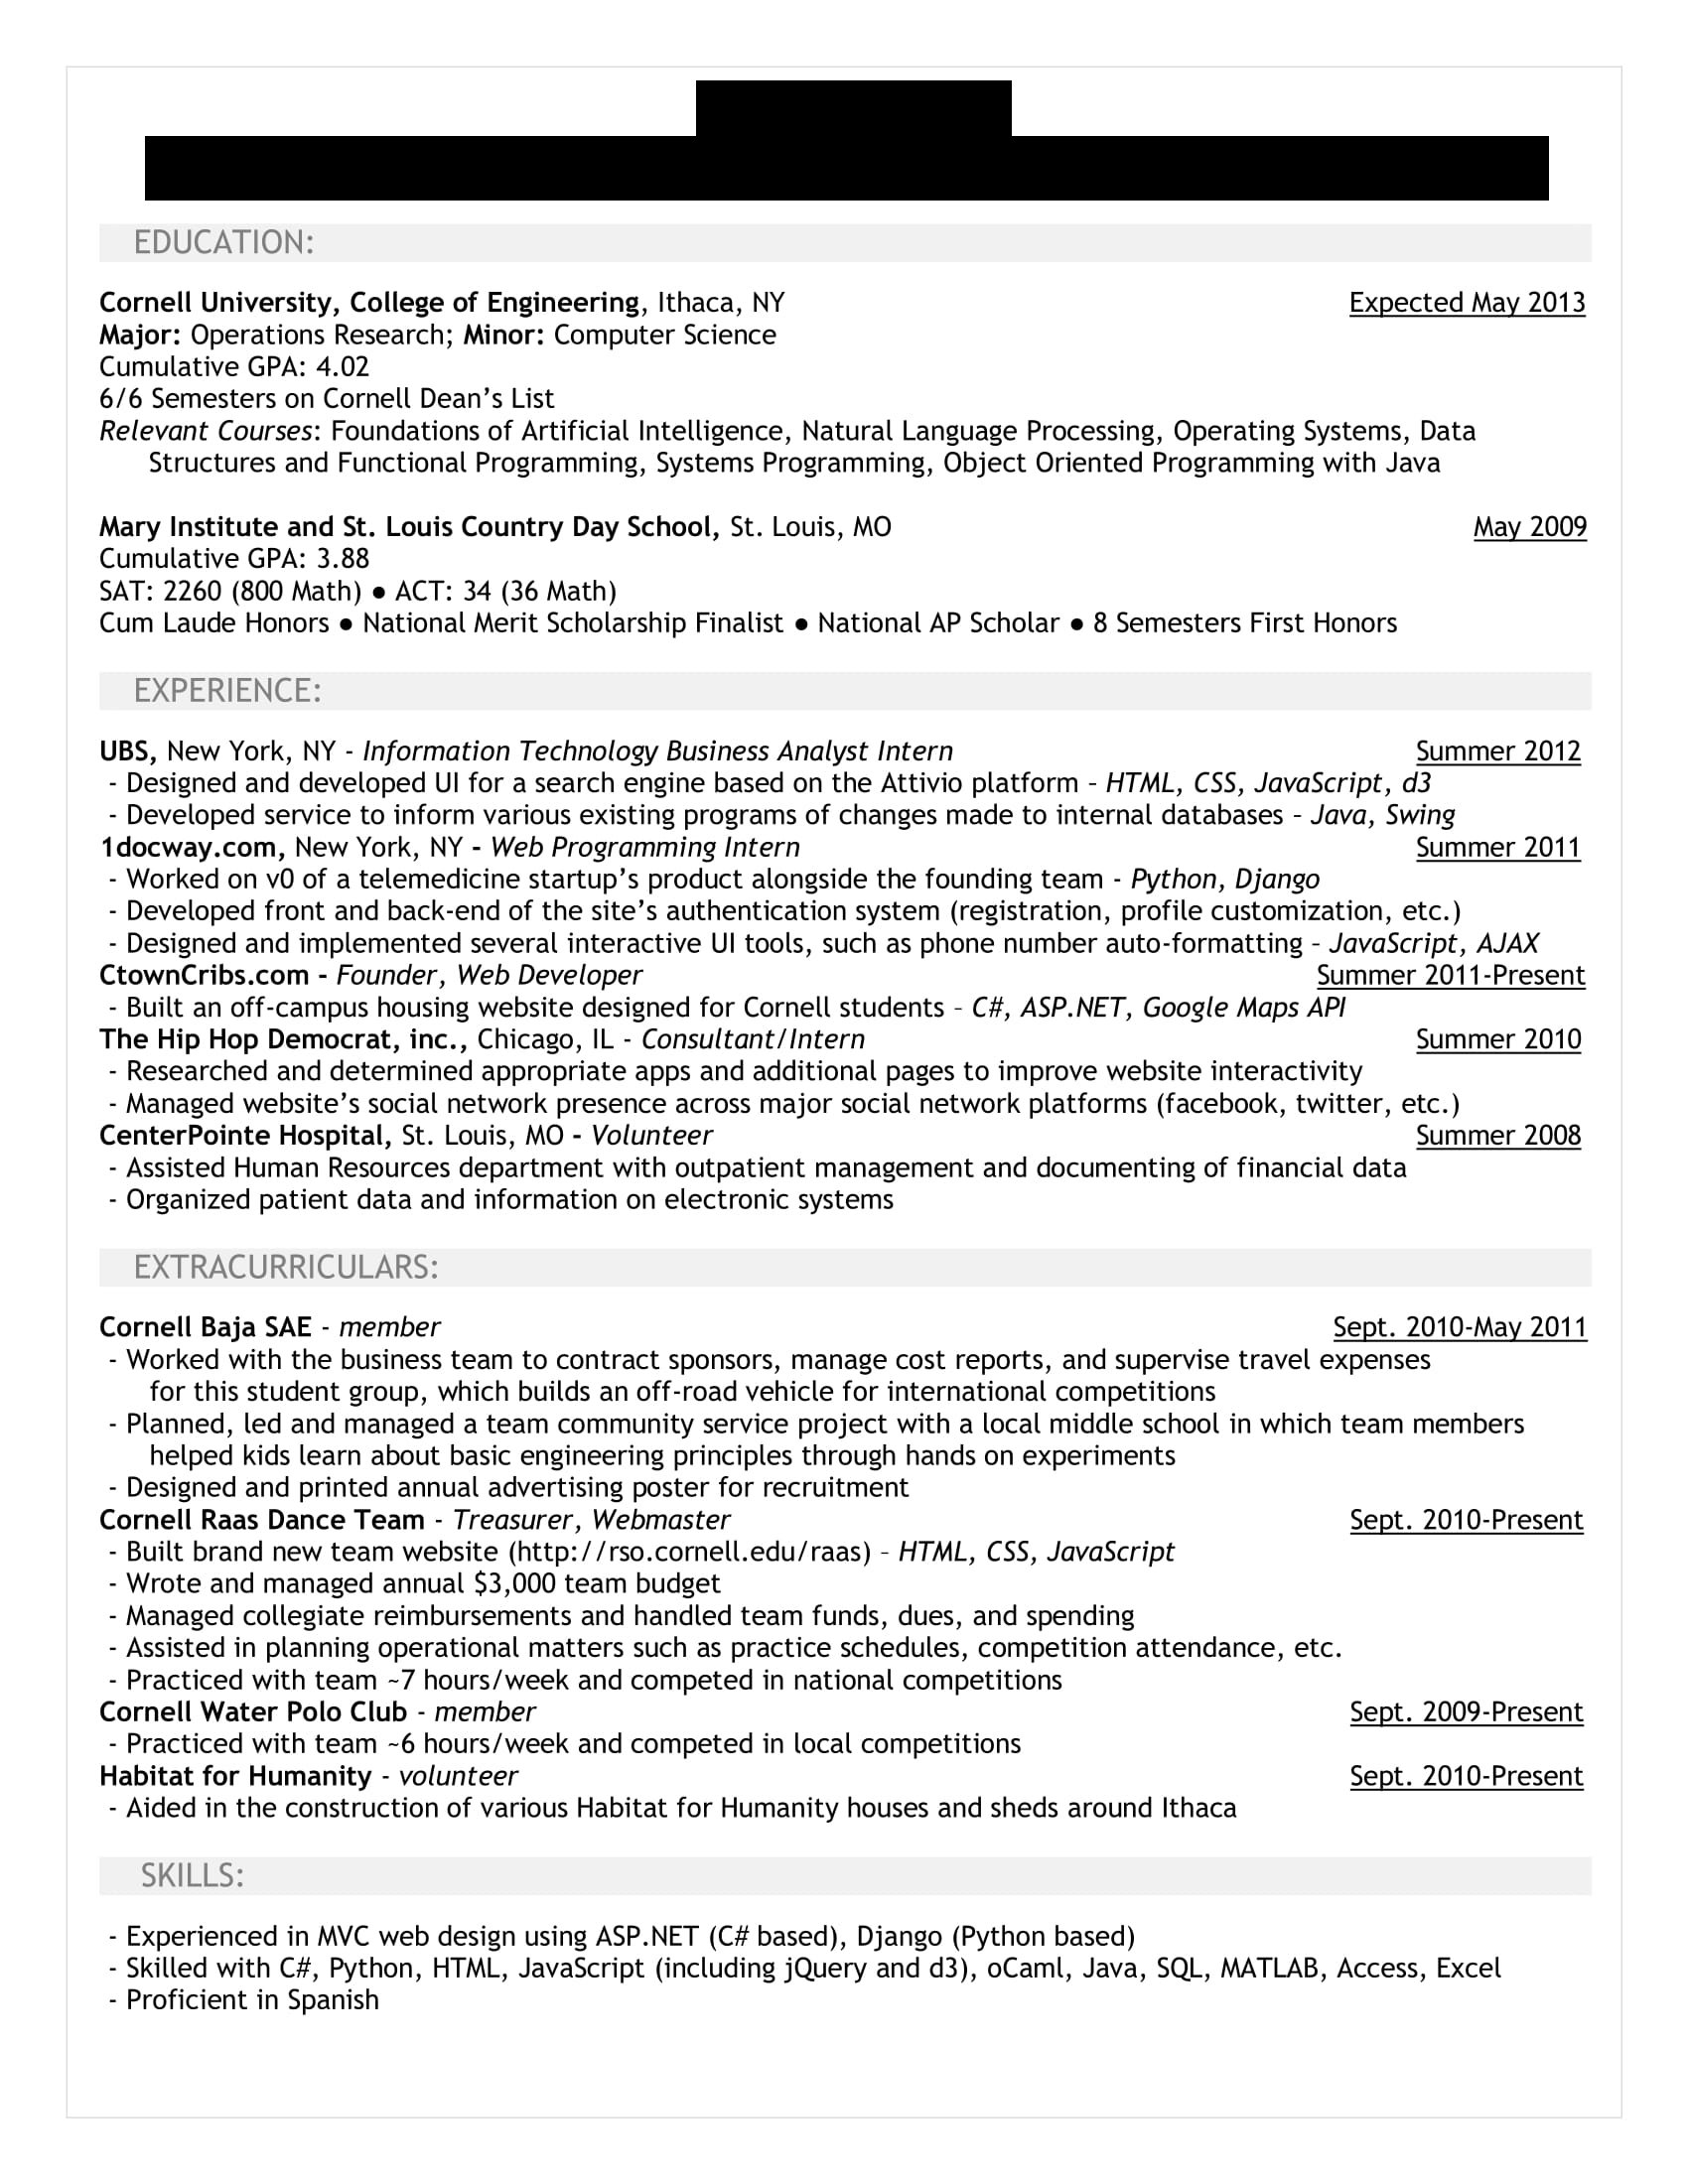 EDUCATION:
Cornell University, College of Engineering, Ithaca, NY Expected May 2013
Major: Operations Research; Minor: Computer Science
Cumulative GPA: 4.02
6/6 Semesters on Cornell Dean’s List
Relevant Courses: Foundations of Artificial Intelligence, Natural Language Processing, Operating Systems, Data
Structures and Functional Programming, Systems Programming, Object Oriented Programming with Java
Mary Institute and St. Louis Country Day School, St. Louis, MO May 2009
Cumulative GPA: 3.88
SAT: 2260 (800 Math) ● ACT: 34 (36 Math)
Cum Laude Honors ● National Merit Scholarship Finalist ● National AP Scholar ● 8 Semesters First Honors
EXPERIENCE:
UBS, New York, NY - Information Technology Business Analyst Intern Summer 2012
- Designed and developed UI for a search engine based on the Attivio platform – HTML, CSS, JavaScript, d3
- Developed service to inform various existing programs of changes made to internal databases – Java, Swing
1docway.com, New York, NY - Web Programming Intern Summer 2011
- Worked on v0 of a telemedicine startup’s product alongside the founding team - Python, Django
- Developed front and back-end of the site’s authentication system (registration, profile customization, etc.)
- Designed and implemented several interactive UI tools, such as phone number auto-formatting – JavaScript, AJAX
CtownCribs.com - Founder, Web Developer Summer 2011-Present
- Built an off-campus housing website designed for Cornell students – C#, ASP.NET, Google Maps API
The Hip Hop Democrat, inc., Chicago, IL - Consultant/Intern Summer 2010
- Researched and determined appropriate apps and additional pages to improve website interactivity
- Managed website’s social network presence across major social network platforms (facebook, twitter, etc.)
CenterPointe Hospital, St. Louis, MO - Volunteer Summer 2008
- Assisted Human Resources department with outpatient management and documenting of financial data
- Organized patient data and information on electronic systems
EXTRACURRICULARS:
Cornell Baja SAE - member Sept. 2010-May 2011
- Worked with the business team to contract sponsors, manage cost reports, and supervise travel expenses
for this student group, which builds an off-road vehicle for international competitions
- Planned, led and managed a team community service project with a local middle school in which team members
helped kids learn about basic engineering principles through hands on experiments
- Designed and printed annual advertising poster for recruitment
Cornell Raas Dance Team - Treasurer, Webmaster Sept. 2010-Present
- Built brand new team website (http://rso.cornell.edu/raas) – HTML, CSS, JavaScript
- Wrote and managed annual $3,000 team budget
- Managed collegiate reimbursements and handled team funds, dues, and spending
- Assisted in planning operational matters such as practice schedules, competition attendance, etc.
- Practiced with team ~7 hours/week and competed in national competitions
Cornell Water Polo Club - member Sept. 2009-Present
- Practiced with team ~6 hours/week and competed in local competitions
Habitat for Humanity - volunteer Sept. 2010-Present
- Aided in the construction of various Habitat for Humanity houses and sheds around Ithaca
SKILLS:
- Experienced in MVC web design using ASP.NET (C# based), Django (Python based)
- Skilled with C#, Python, HTML, JavaScript (including jQuery and d3), oCaml, Java, SQL, MATLAB, Access, Excel
- Proficient in Spanish